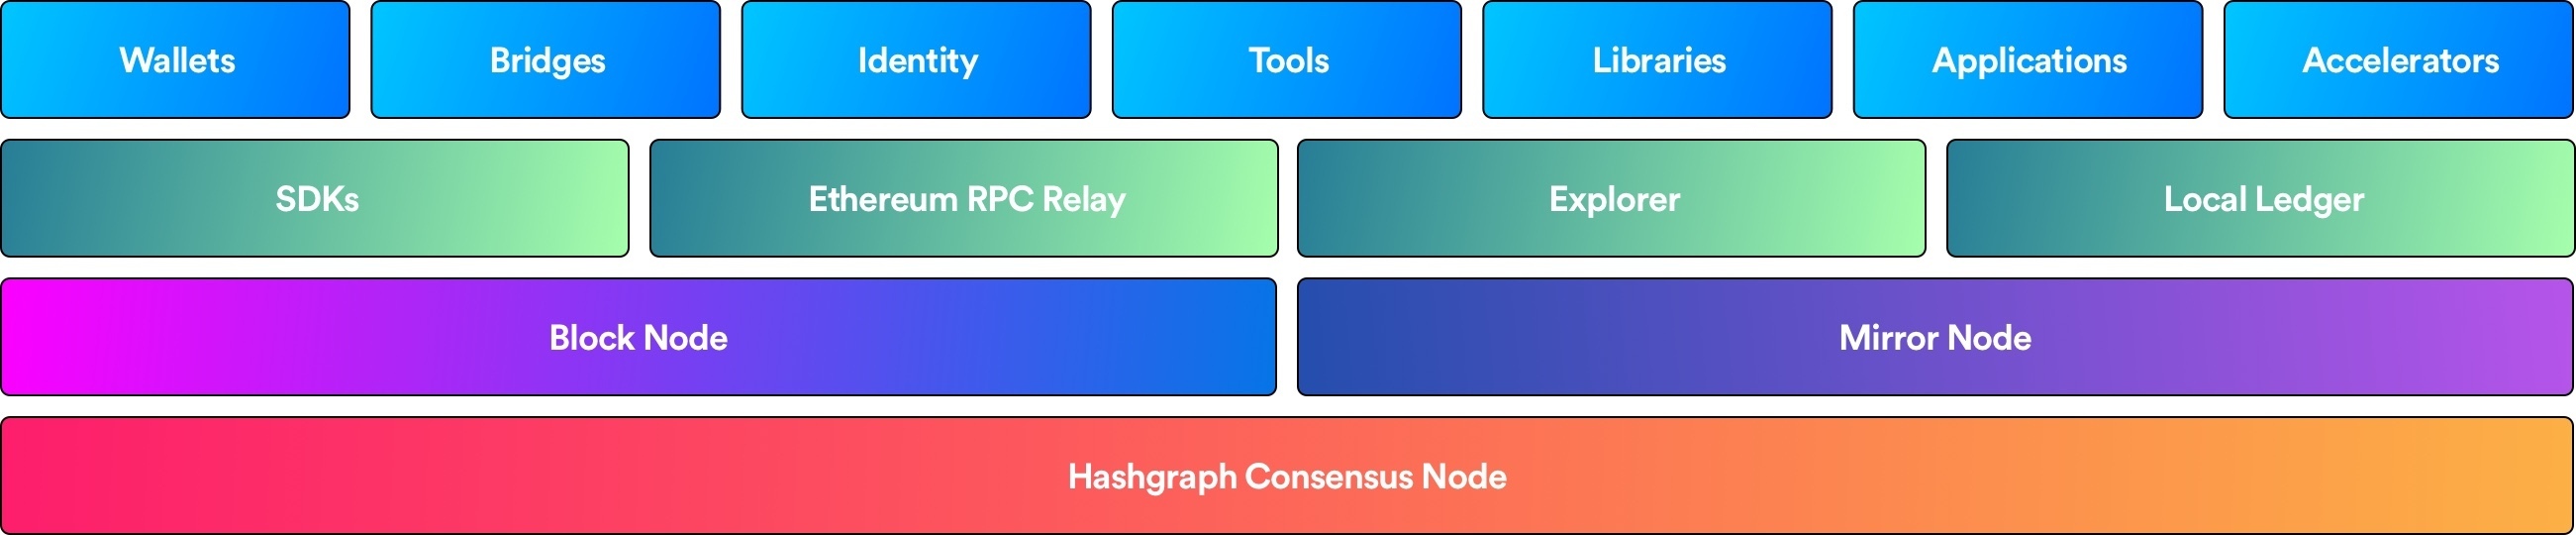 Wallets
Bridges
Identity
Tools
Libraries
Applications
Accelerators
SDKs
Ethereum RPC Relay
Explorer
Local Ledger
Block Node
Mirror Node
Hashgraph Consensus Node